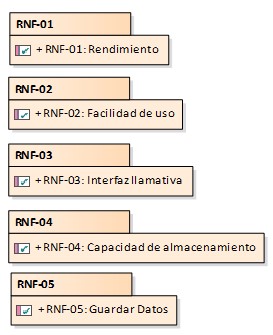 RNF-01
+ RNF-01: Rendimiento
RNF-02
+ RNF-02: Facilidad de uso
RNF-03
+ RNF-03: Interfaz llamativa
RNF-04
+ RNF-04: Capacidad de almacenamiento
RNF-05
+ RNF-05: Guardar Datos